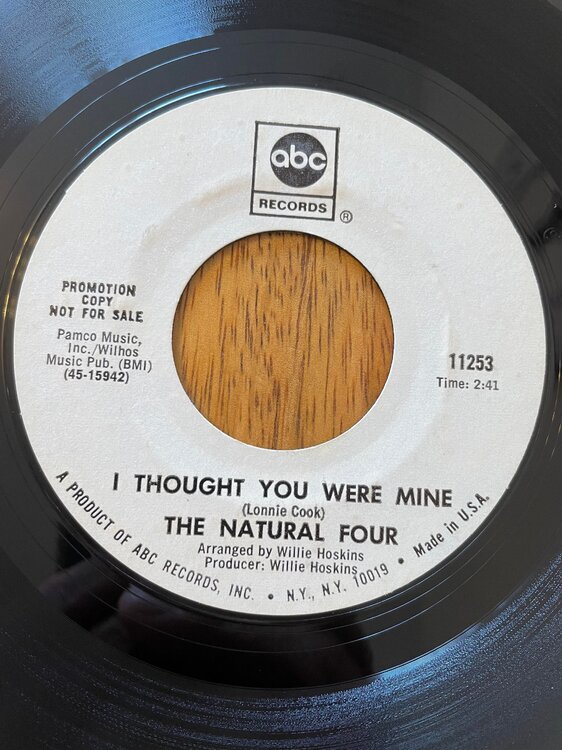 abc
RECORDS
®
PROMOTION
COPY
NOT FOR SALE
Pamco Music,
Inc./Wilhos
Music Pub. (BMI)
(45-15942)
11253
Time: 2:41
I THOUGHT YOU WERE MINE
(Lonnie Cook)
THE NATURAL FOUR
Arranged by Willie Hoskins
Producer: Willie Hoskins
A PRODUCT OF ABC RECORDS, INC. • N.Y., N.Y. 10019 • Made in U.S.A.